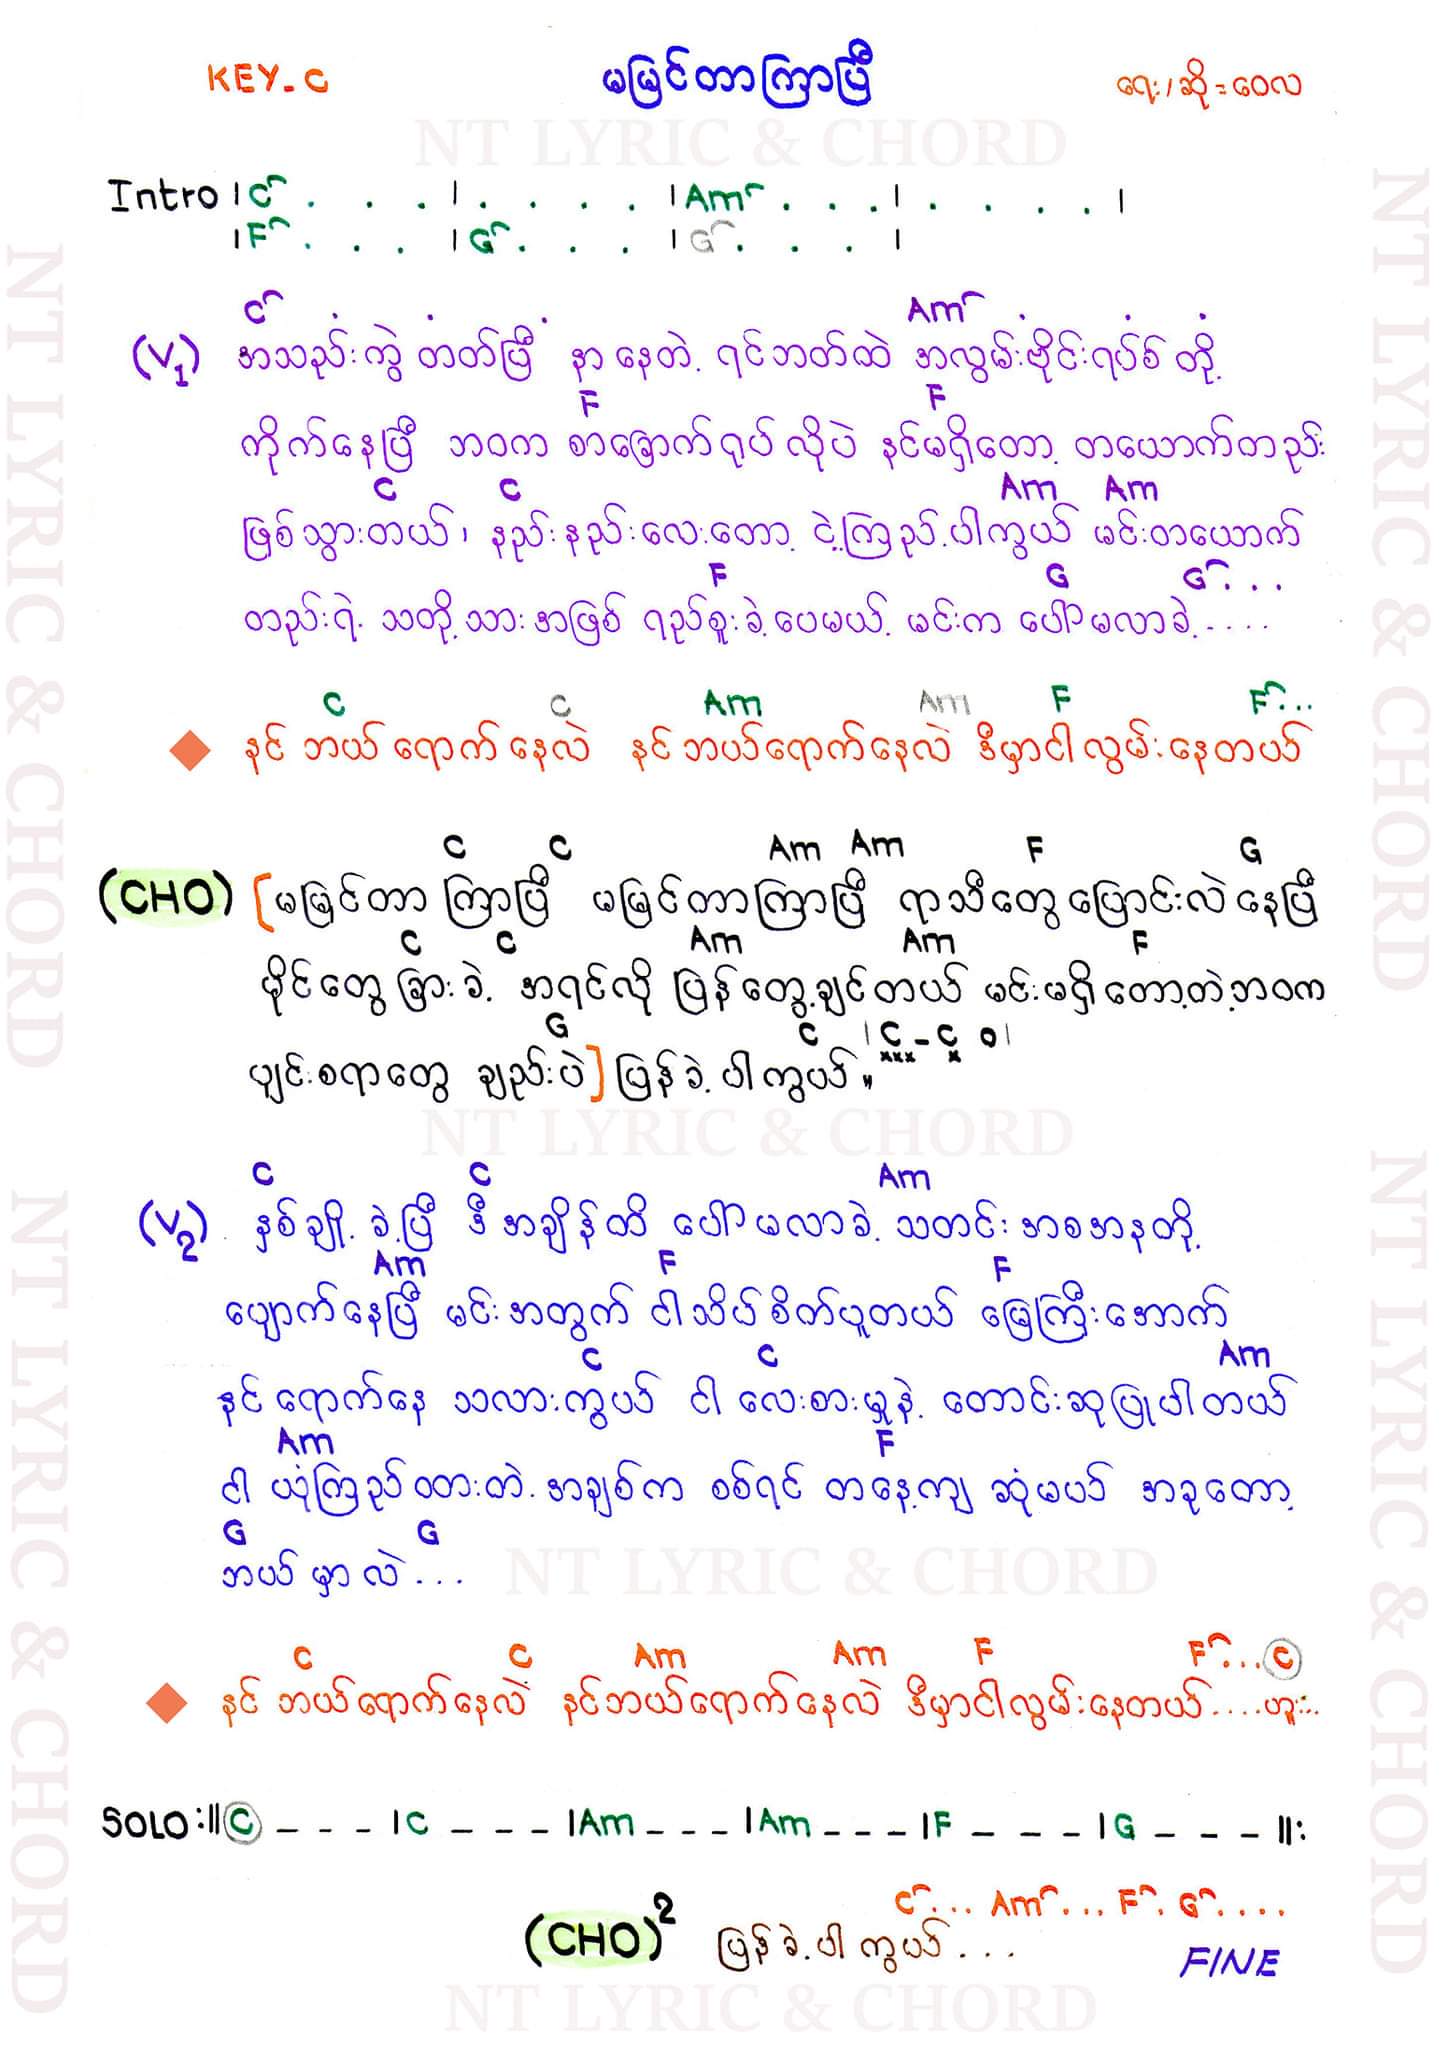 KEY - C
မမြင်တာကြာပြီ
ရေး/ဆို = ဝေလ
NT LYRIC & CHORD
Intro | C . . . | . . . . | Am . . . | . . . . |
| F . . . | G . . . | G . . . |
C Am
(V1) အသည်းကွဲ တတ်ပြီ နာနေတဲ့ ရင်ဘတ်ထဲ အလွမ်းဗိုင်းရပ်စ် တို့
F F
ကိုက်နေပြီ ဘဝက စာခြောက်ရုပ် လိုပဲ နင်မရှိတော့ တယောက်တည်း
C C Am Am
ဖြစ်သွားတယ်၊ နည်းနည်းလေးတော့ ငဲ့ကြည့်ပါကွယ် မင်းတယောက်
F G G . . .
တည်းရဲ့ သတို့သားအဖြစ် ရည်စူးခဲ့ပေမယ့် မင်းက ပေါ်မလာခဲ့ . . . .
C C Am Am F F . . .
နင် ဘယ်ရောက်နေလဲ နင်ဘယ်ရောက်နေလဲ ဒီမှာငါလွမ်းနေတယ်
C C Am Am F G
(CHO) [မမြင်တာ ကြာပြီ မမြင်တာကြာပြီ ရာသီတွေပြောင်းလဲနေပြီ
C C Am Am F
မိုင်တွေခြားခဲ့ အရင်လို ပြန်တွေ့ချင်တယ် မင်းမရှိတော့တဲ့ဘဝက
G C | C - C 0 |
xxx x
ပျင်းစရာတွေ ချည်းပဲ] ပြန်ခဲ့ပါကွယ်။
NT LYRIC & CHORD
C C Am
(V2) နှစ်ချို့ခဲ့ပြီ ဒီအချိန်ထိ ပေါ်မလာခဲ့ သတင်းအစအနတို့
Am F F
ပျောက်နေပြီ မင်းအတွက် ငါသိပ်စိတ်ပူတယ် မြေကြီးအောက်
C C Am
နင်ရောက်နေ သလားကွယ် ငါ လေးစားမှုနဲ့ တောင်းဆုပြုပါတယ်
Am F
ငါ ယုံကြည်ဝတားတဲ့ အချစ်က စစ်ရင် တနေ့ကျ ဆုံမယ် အခုတော့
G G
ဘယ်မှာလဲ . . .
NT LYRIC & CHORD
C C Am Am F F . . . C
နင် ဘယ်ရောက်နေလဲ နင်ဘယ်ရောက်နေလဲ ဒီမှာငါလွမ်းနေတယ် . . . . ဟူး . .
SOLO :|| C _ _ _ | C _ _ _ | Am _ _ _ | Am _ _ _ | F _ _ _ | G _ _ _ ||:
C . . . Am . . . F . G . . . .
(CHO)2 ပြန်ခဲ့ပါကွယ် . . .
FINE
NT LYRIC & CHORD
NT LYRIC & CHORD
NT LYRIC & CHORD
NT LYRIC & CHORD
NT LYRIC & CHORD